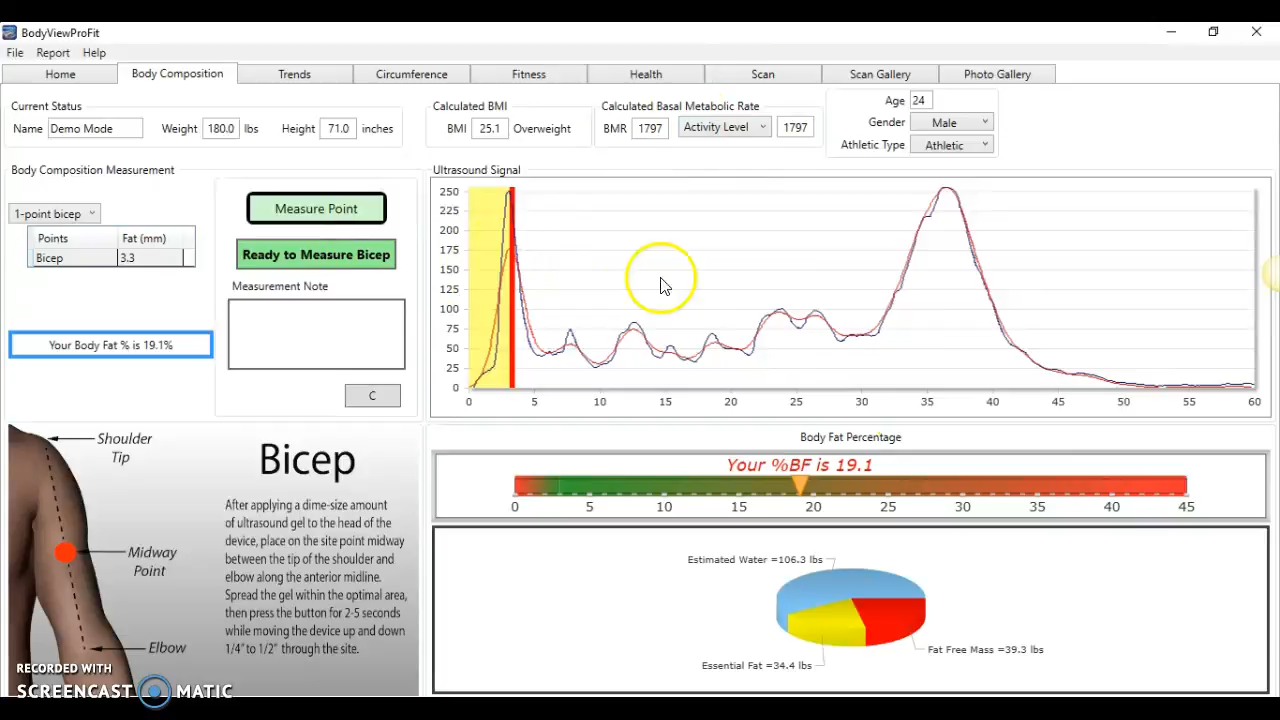 BodyViewProFit
File Report Help
Home Body Composition Trends Circumference Fitness Health Scan Scan Gallery Photo Gallery
Current Status
Name Demo Mode Weight 180.0 lbs Height 71.0 inches
Calculated BMI
BMI 25.1 Overweight
Calculated Basal Metabolic Rate
BMR 1797 Activity Level 1797
Age 24
Gender Male
Athletic Type Athletic
Body Composition Measurement
1-point bicep
Points Fat (mm)
Bicep 3.3
Your Body Fat % is 19.1%
Measure Point
Ready to Measure Bicep
Measurement Note
C
Ultrasound Signal
250
225
200
175
150
125
100
75
50
25
0
0 5 10 15 20 25 30 35 40 45 50 55 60
Shoulder
Tip
Midway
Point
Elbow
Bicep
After applying a dime-size amount
of ultrasound gel to the head of the
device, place on the site point midway
between the tip of the shoulder and
elbow along the anterior midline.
Spread the gel within the optimal area,
then press the button for 2-5 seconds
while moving the device up and down
1/4" to 1/2" through the site.
Body Fat Percentage
Your %BF is 19.1
0 5 10 15 20 25 30 35 40 45
Estimated Water =106.3 lbs
Fat Free Mass =39.3 lbs
Essential Fat =34.4 lbs
RECORDED WITH
SCREENCAST MATIC